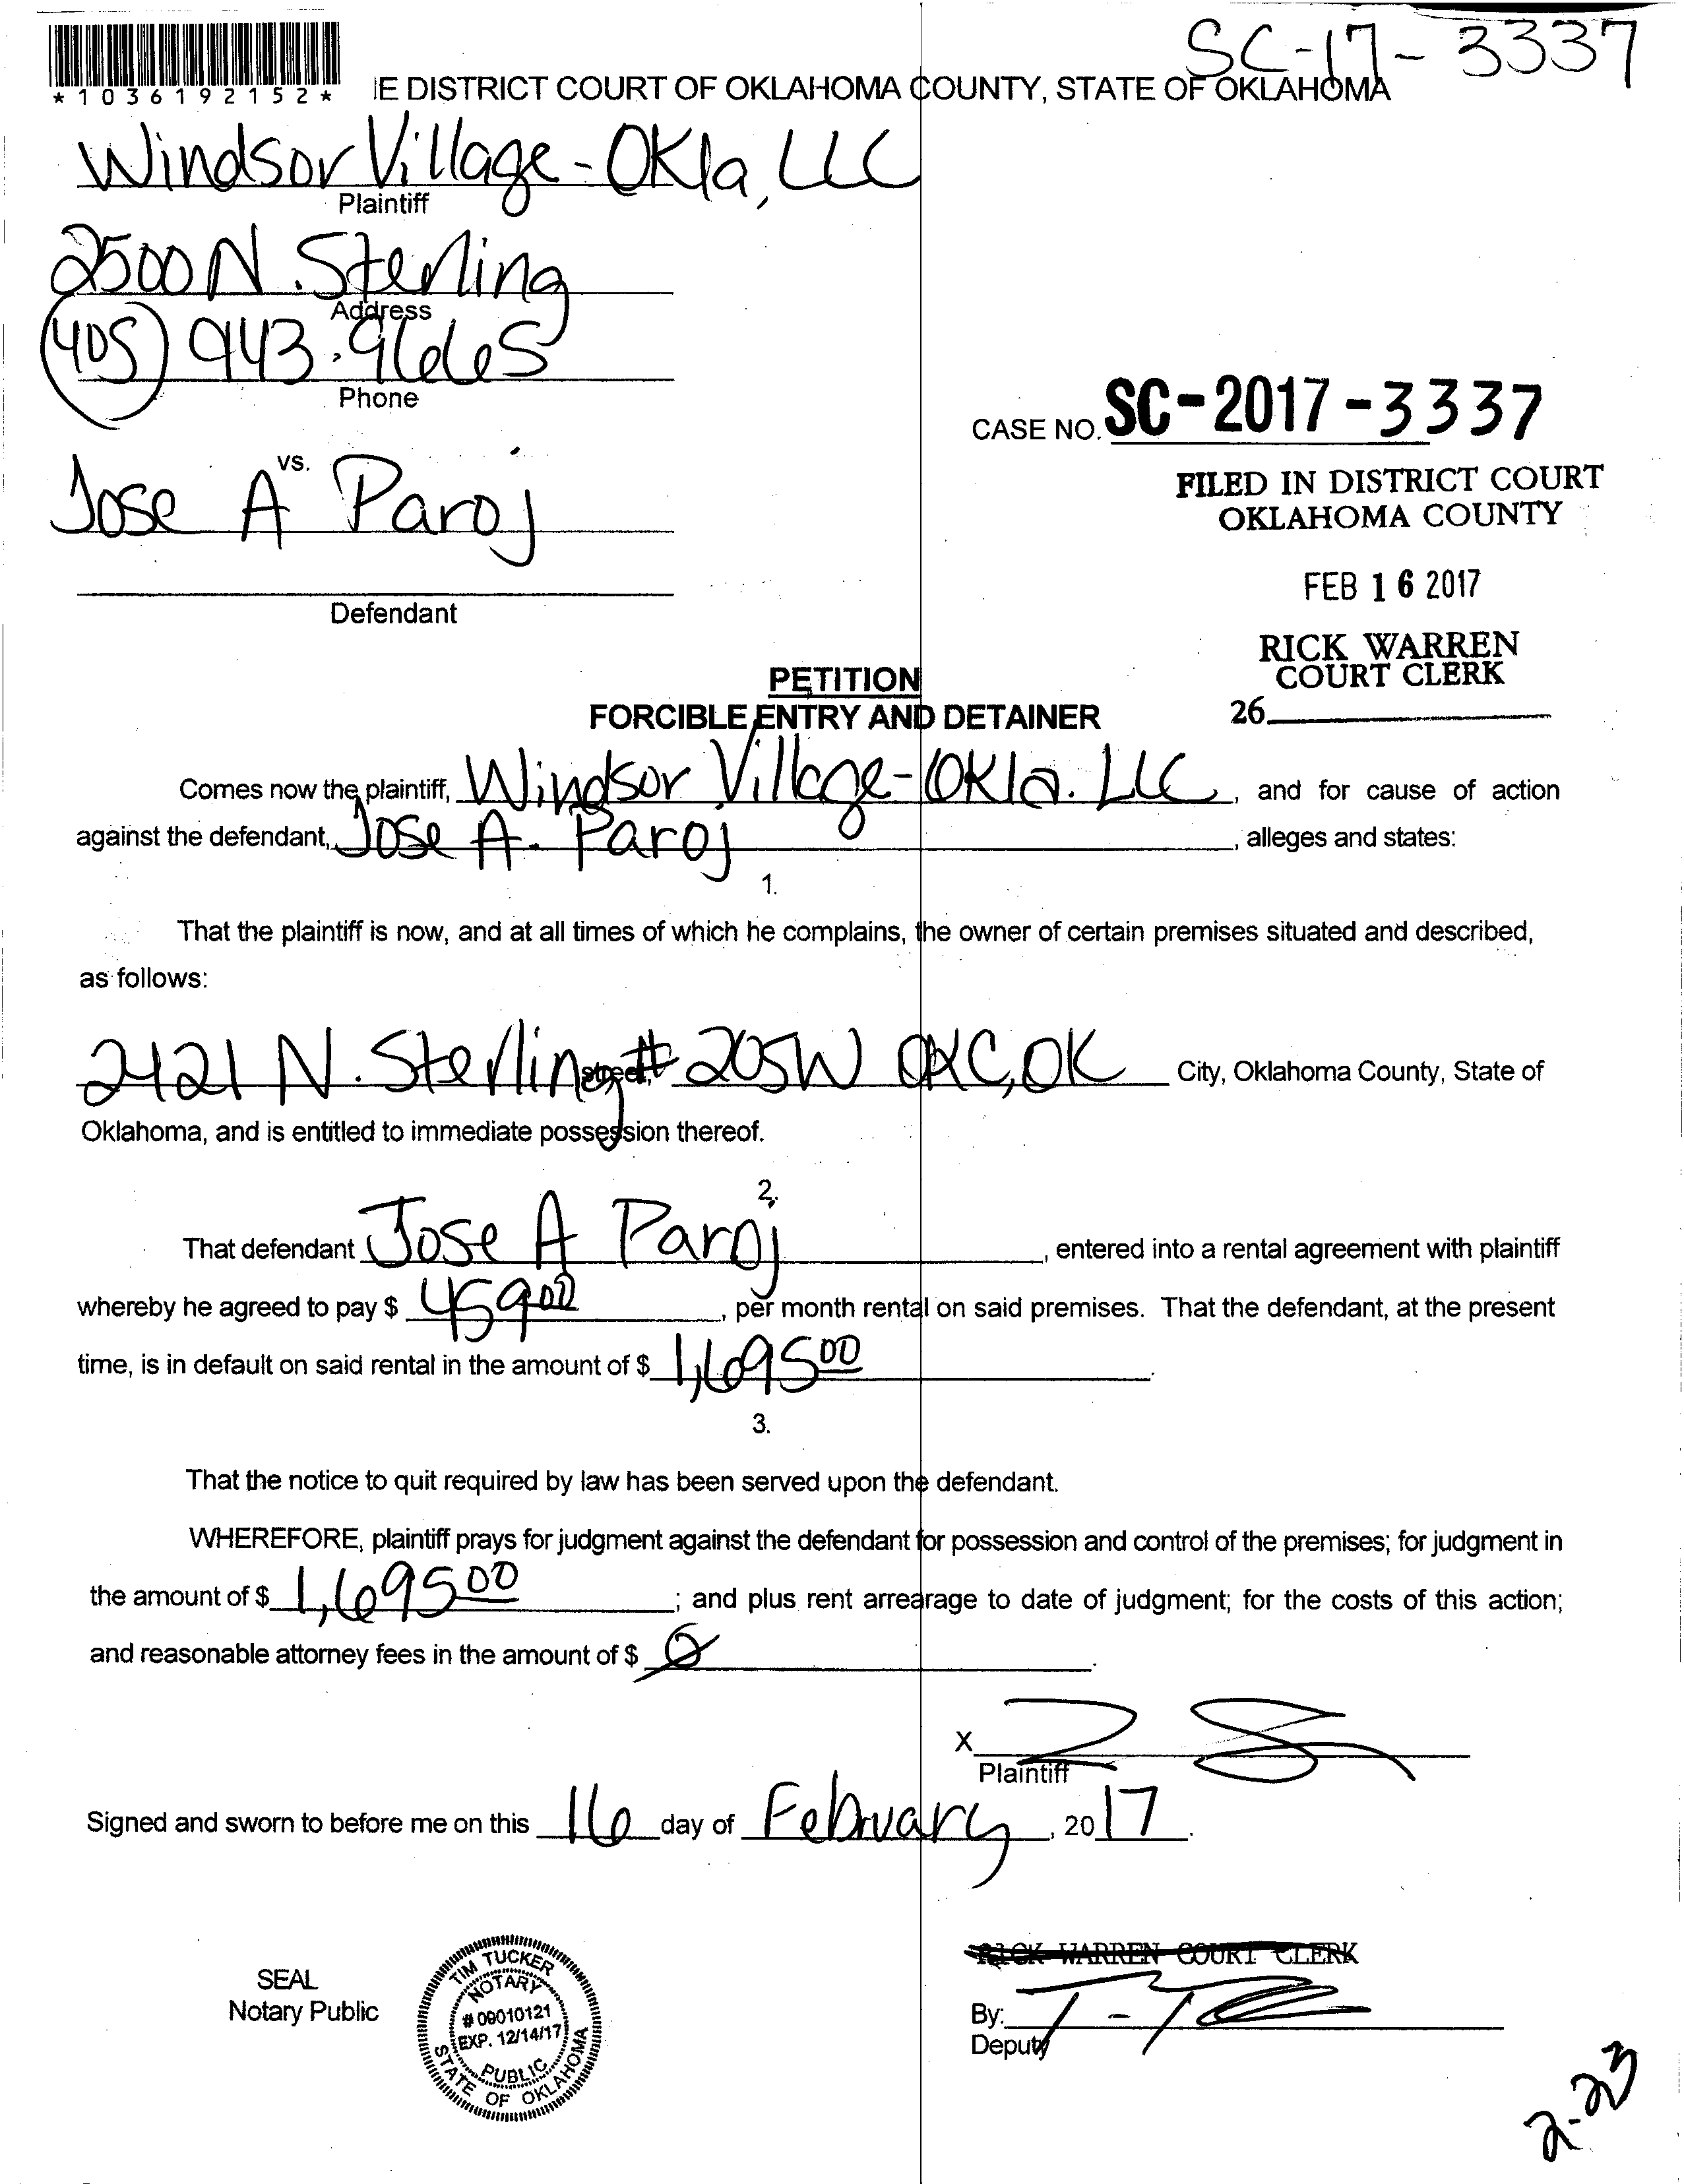 SC-17-3337
*1036192152*
IE DISTRICT COURT OF OKLAHOMA COUNTY, STATE OF OKLAHOMA
Windsor Village-OKla, LLC
Plaintiff
2500 N. Sterling
Address
(405) 943-9665
Phone
CASE NO. SC-2017-3337
vs.
Jose A Paroj
FILED IN DISTRICT COURT
OKLAHOMA COUNTY
FEB 16 2017
Defendant
RICK WARREN
COURT CLERK
26
PETITION
FORCIBLE ENTRY AND DETAINER
Comes now the plaintiff, Windsor Village-OKla. LLC, and for cause of action
against the defendant, Jose A. Paroj, alleges and states:
1.
That the plaintiff is now, and at all times of which he complains, the owner of certain premises situated and described,
as follows:
2421 N. Sterling street, # 205W OKC, OK City, Oklahoma County, State of
Oklahoma, and is entitled to immediate possession thereof.
2.
That defendant Jose A Paroj, entered into a rental agreement with plaintiff
whereby he agreed to pay $ 459 00, per month rental on said premises. That the defendant, at the present
time, is in default on said rental in the amount of $ 1,695 00.
3.
That the notice to quit required by law has been served upon the defendant.
WHEREFORE, plaintiff prays for judgment against the defendant for possession and control of the premises; for judgment in
the amount of $ 1,695 00; and plus rent arrearage to date of judgment; for the costs of this action;
and reasonable attorney fees in the amount of $ 0.
X
Plaintiff
Signed and sworn to before me on this 16 day of February, 2017.
RICK WARREN COURT CLERK
SEAL
Notary Public
TIM TUCKER
NOTARY
# 09010121
EXP. 12/14/17
PUBLIC
STATE OF OKLAHOMA
By:
Deputy
2-23